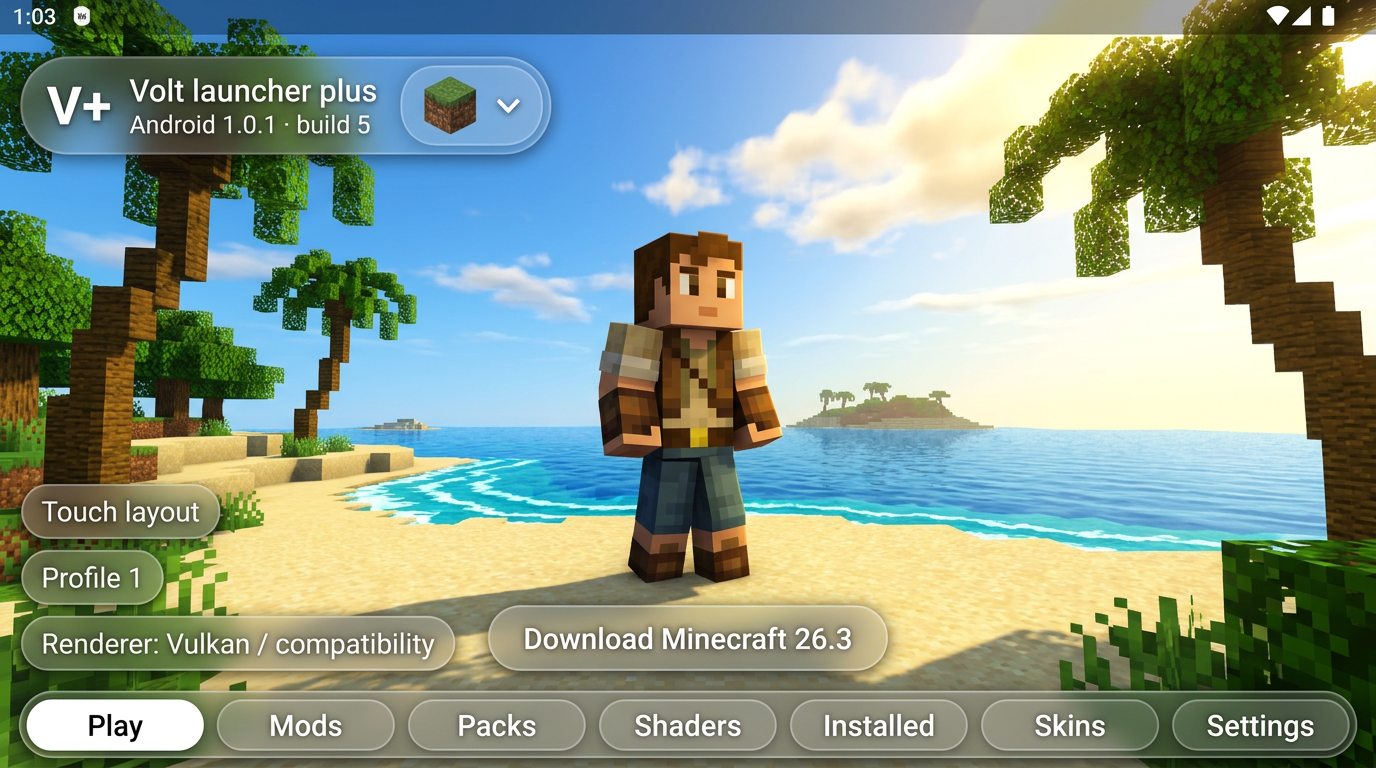 1:03
V+
Volt launcher plus
Android 1.0.1 · build 5
Touch layout
Profile 1
Renderer: Vulkan / compatibility
Download Minecraft 26.3
Play
Mods
Packs
Shaders
Installed
Skins
Settings